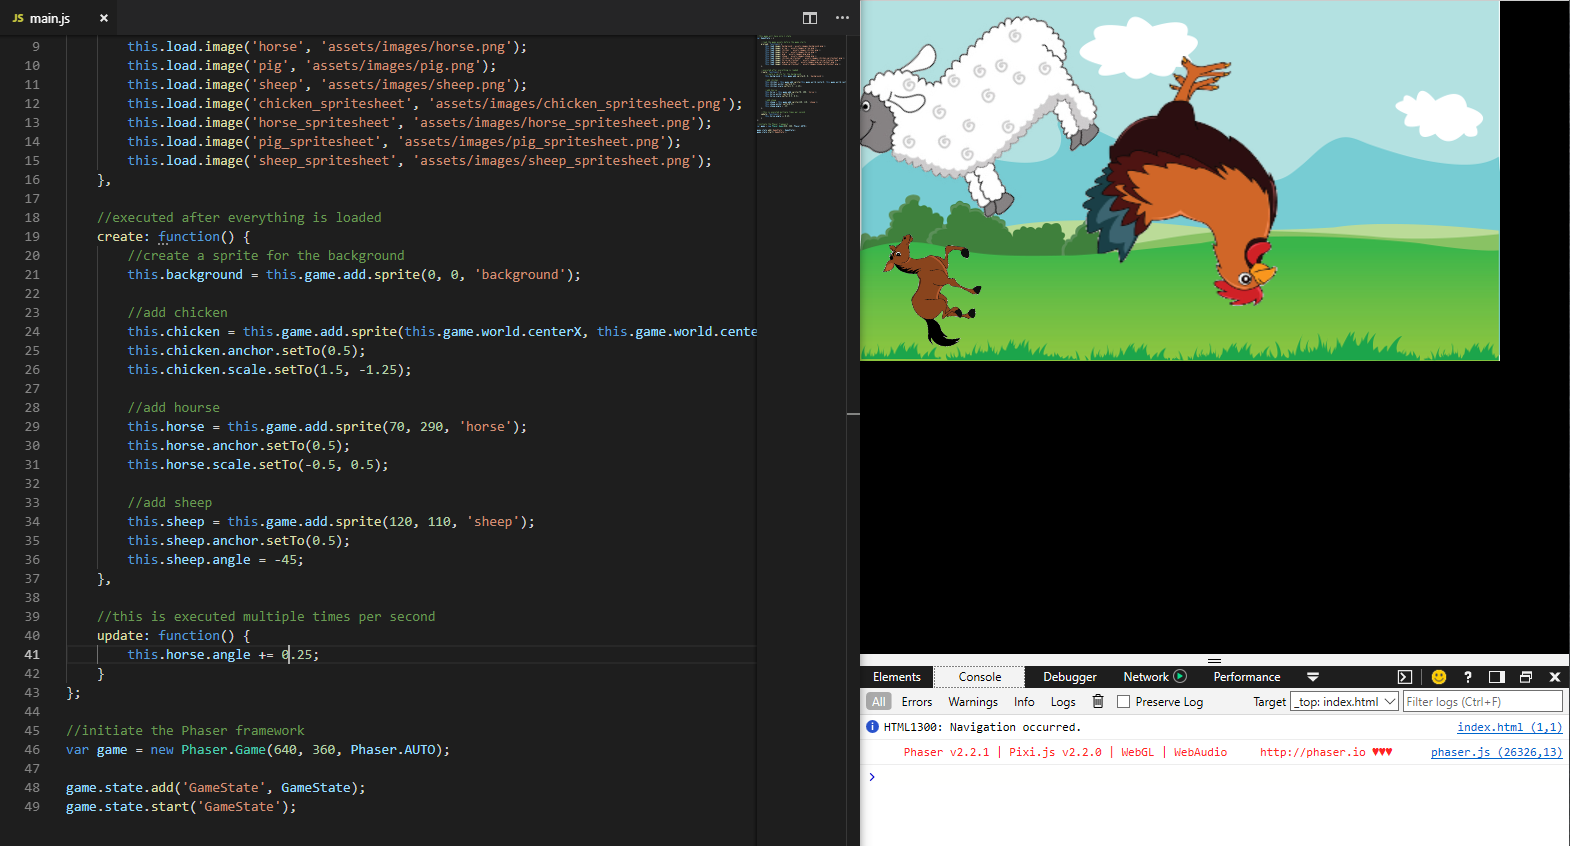 JS main.js ×
9 this.load.image('horse', 'assets/images/horse.png');
10 this.load.image('pig', 'assets/images/pig.png');
11 this.load.image('sheep', 'assets/images/sheep.png');
12 this.load.image('chicken_spritesheet', 'assets/images/chicken_spritesheet.png');
13 this.load.image('horse_spritesheet', 'assets/images/horse_spritesheet.png');
14 this.load.image('pig_spritesheet', 'assets/images/pig_spritesheet.png');
15 this.load.image('sheep_spritesheet', 'assets/images/sheep_spritesheet.png');
16 },
17
18 //executed after everything is loaded
19 create: function() {
20 //create a sprite for the background
21 this.background = this.game.add.sprite(0, 0, 'background');
22
23 //add chicken
24 this.chicken = this.game.add.sprite(this.game.world.centerX, this.game.world.cente
25 this.chicken.anchor.setTo(0.5);
26 this.chicken.scale.setTo(1.5, -1.25);
27
28 //add hourse
29 this.horse = this.game.add.sprite(70, 290, 'horse');
30 this.horse.anchor.setTo(0.5);
31 this.horse.scale.setTo(-0.5, 0.5);
32
33 //add sheep
34 this.sheep = this.game.add.sprite(120, 110, 'sheep');
35 this.sheep.anchor.setTo(0.5);
36 this.sheep.angle = -45;
37 },
38
39 //this is executed multiple times per second
40 update: function() {
41 this.horse.angle += 0.25;
42 }
43 };
44
45 //initiate the Phaser framework
46 var game = new Phaser.Game(640, 360, Phaser.AUTO);
47
48 game.state.add('GameState', GameState);
49 game.state.start('GameState');
Elements Console Debugger Network Performance
All Errors Warnings Info Logs Preserve Log Target _top: index.html Filter logs (Ctrl+F)
HTML1300: Navigation occurred. index.html (1,1)
Phaser v2.2.1 | Pixi.js v2.2.0 | WebGL | WebAudio http://phaser.io ♥♥♥ phaser.js (26326,13)